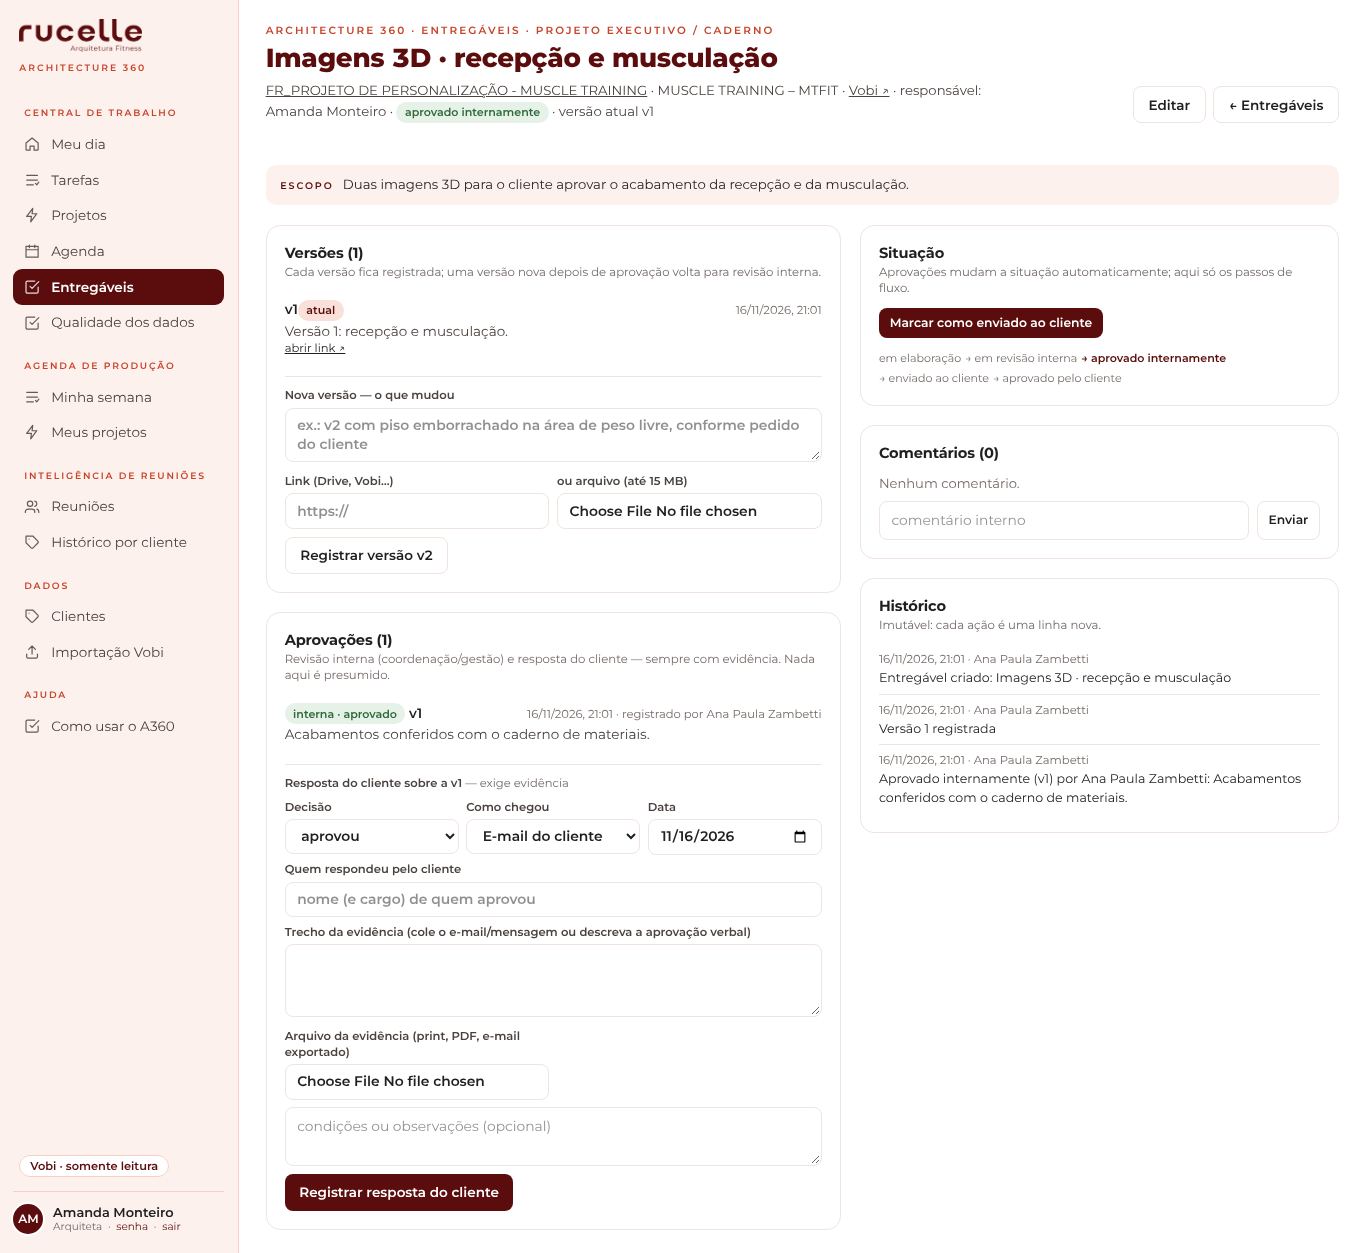 rucelle
Arquitetura Fitness
ARCHITECTURE 360
CENTRAL DE TRABALHO
Meu dia
Tarefas
Projetos
Agenda
Entregáveis
Qualidade dos dados
AGENDA DE PRODUÇÃO
Minha semana
Meus projetos
INTELIGÊNCIA DE REUNIÕES
Reuniões
Histórico por cliente
DADOS
Clientes
Importação Vobi
AJUDA
Como usar o A360
Vobi · somente leitura
AM
Amanda Monteiro
Arquiteta · senha · sair
ARCHITECTURE 360 · ENTREGÁVEIS · PROJETO EXECUTIVO / CADERNO
Imagens 3D · recepção e musculação
FR_PROJETO DE PERSONALIZAÇÃO - MUSCLE TRAINING · MUSCLE TRAINING – MTFIT · Vobi ↗ · responsável:
Amanda Monteiro · aprovado internamente · versão atual v1
Editar
← Entregáveis
ESCOPO Duas imagens 3D para o cliente aprovar o acabamento da recepção e da musculação.
Versões (1)
Cada versão fica registrada; uma versão nova depois de aprovação volta para revisão interna.
v1 atual 16/11/2026, 21:01
Versão 1: recepção e musculação.
abrir link ↗
Nova versão — o que mudou
ex.: v2 com piso emborrachado na área de peso livre, conforme pedido
do cliente
Link (Drive, Vobi...) ou arquivo (até 15 MB)
https:// Choose File No file chosen
Registrar versão v2
Aprovações (1)
Revisão interna (coordenação/gestão) e resposta do cliente — sempre com evidência. Nada
aqui é presumido.
interna · aprovado v1 16/11/2026, 21:01 · registrado por Ana Paula Zambetti
Acabamentos conferidos com o caderno de materiais.
Resposta do cliente sobre a v1 — exige evidência
Decisão Como chegou Data
aprovou E-mail do cliente 11/16/2026
Quem respondeu pelo cliente
nome (e cargo) de quem aprovou
Trecho da evidência (cole o e-mail/mensagem ou descreva a aprovação verbal)
Arquivo da evidência (print, PDF, e-mail
exportado)
Choose File No file chosen
condições ou observações (opcional)
Registrar resposta do cliente
Situação
Aprovações mudam a situação automaticamente; aqui só os passos de
fluxo.
Marcar como enviado ao cliente
em elaboração → em revisão interna → aprovado internamente
→ enviado ao cliente → aprovado pelo cliente
Comentários (0)
Nenhum comentário.
comentário interno Enviar
Histórico
Imutável: cada ação é uma linha nova.
16/11/2026, 21:01 · Ana Paula Zambetti
Entregável criado: Imagens 3D · recepção e musculação
16/11/2026, 21:01 · Ana Paula Zambetti
Versão 1 registrada
16/11/2026, 21:01 · Ana Paula Zambetti
Aprovado internamente (v1) por Ana Paula Zambetti: Acabamentos
conferidos com o caderno de materiais.